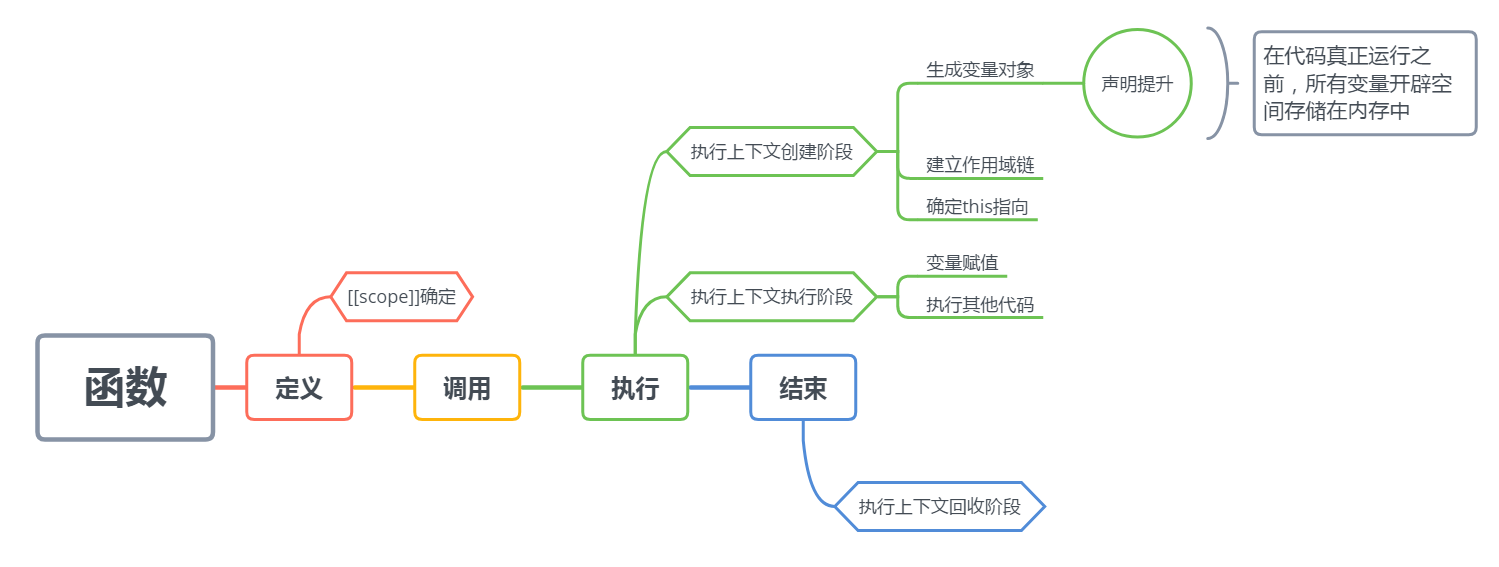 生成变量对象
声明提升
在代码真正运行之
前，所有变量开辟空
间存储在内存中
执行上下文创建阶段
建立作用域链
确定this指向
变量赋值
[[scope]]确定
执行上下文执行阶段
执行其他代码
函数
定义
调用
执行
结束
执行上下文回收阶段